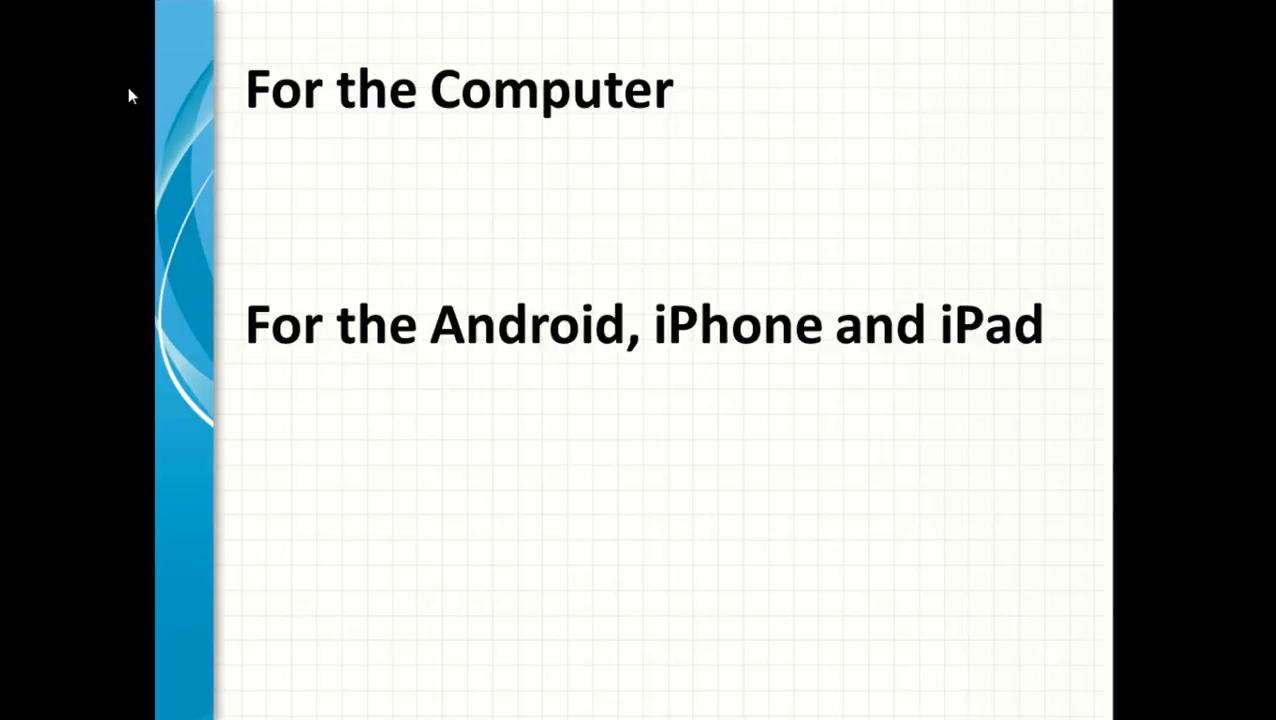 For the Computer
For the Android, iPhone and iPad